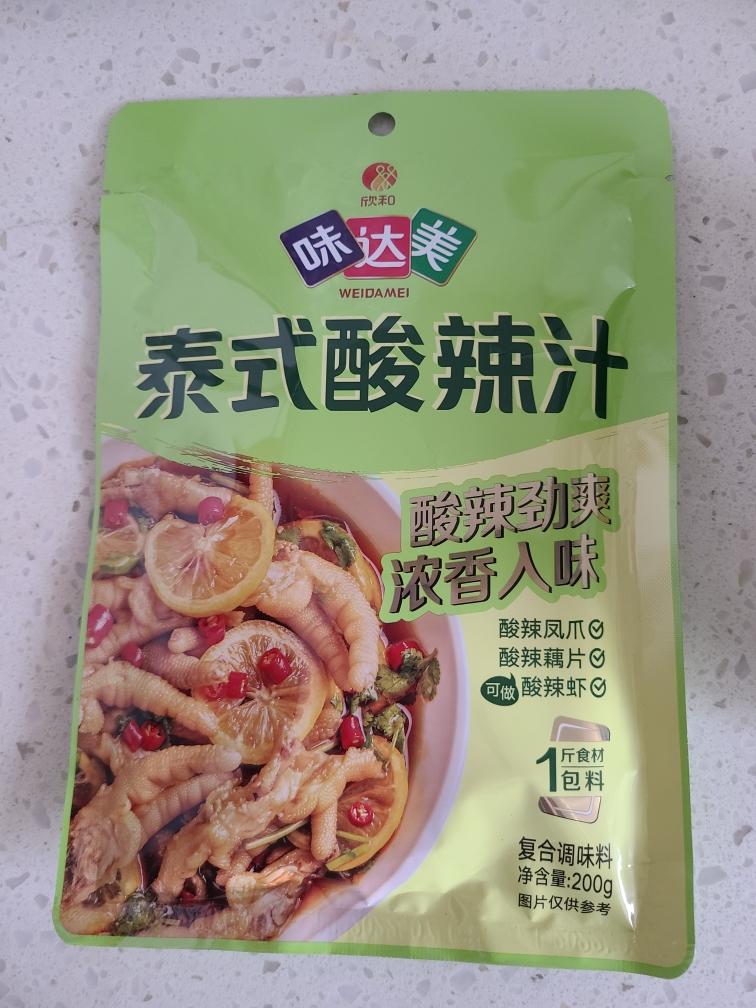 欣和
味达美
WEIDAMEI
泰式酸辣汁
酸辣劲爽
浓香入味
酸辣凤爪
酸辣藕片
可做 酸辣虾
1斤食材
1包料
复合调味料
净含量:200g
图片仅供参考